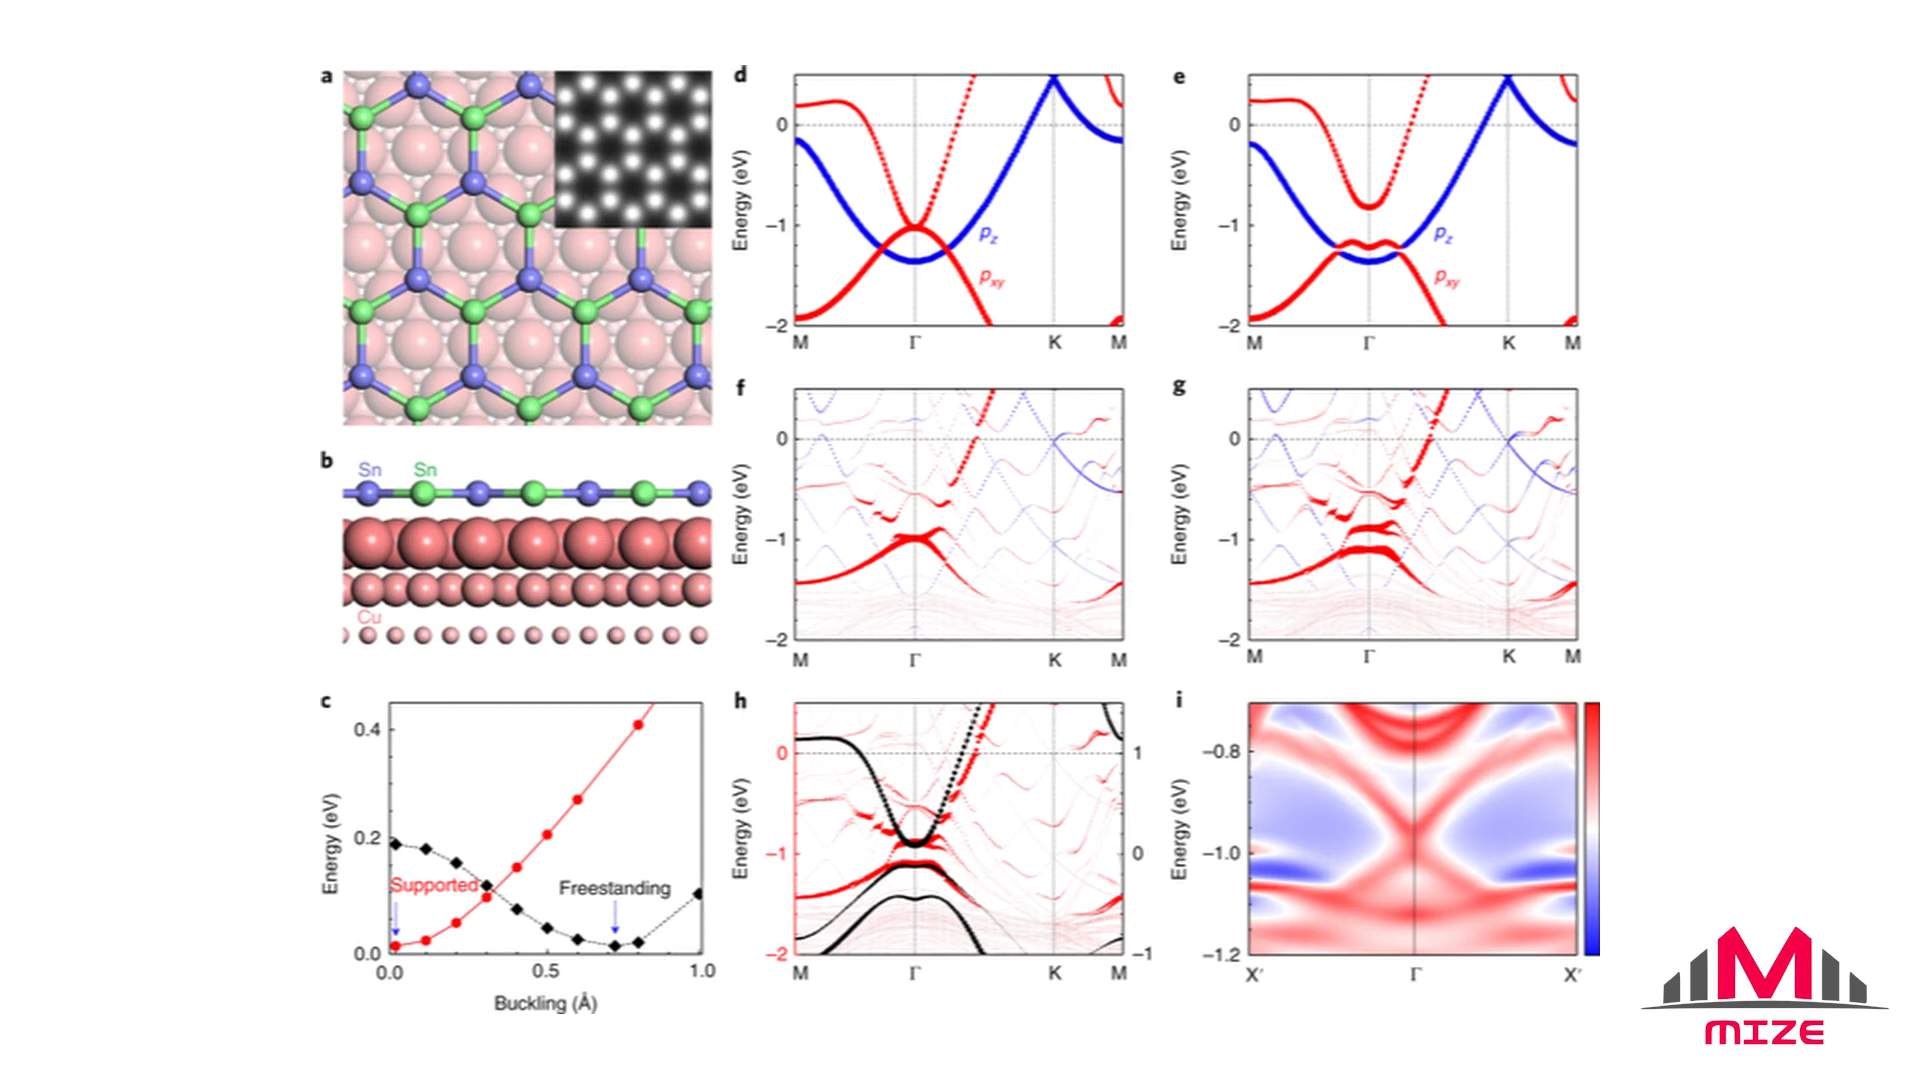 a
b
Sn Sn
Cu
c
Energy (eV)
0.4
0.2
0.0
Supported
Freestanding
0.0 0.5 1.0
Buckling (Å)
d
Energy (eV)
0
−1
−2
pz
pxy
M Γ K M
e
Energy (eV)
0
−1
−2
pz
pxy
M Γ K M
f
Energy (eV)
0
−1
−2
M Γ K M
g
Energy (eV)
0
−1
−2
M Γ K M
h
Energy (eV)
0
−1
−2
1
0
−1
M Γ K M
i
Energy (eV)
−0.8
−1.0
−1.2
X′ Γ X′
M
MIZE